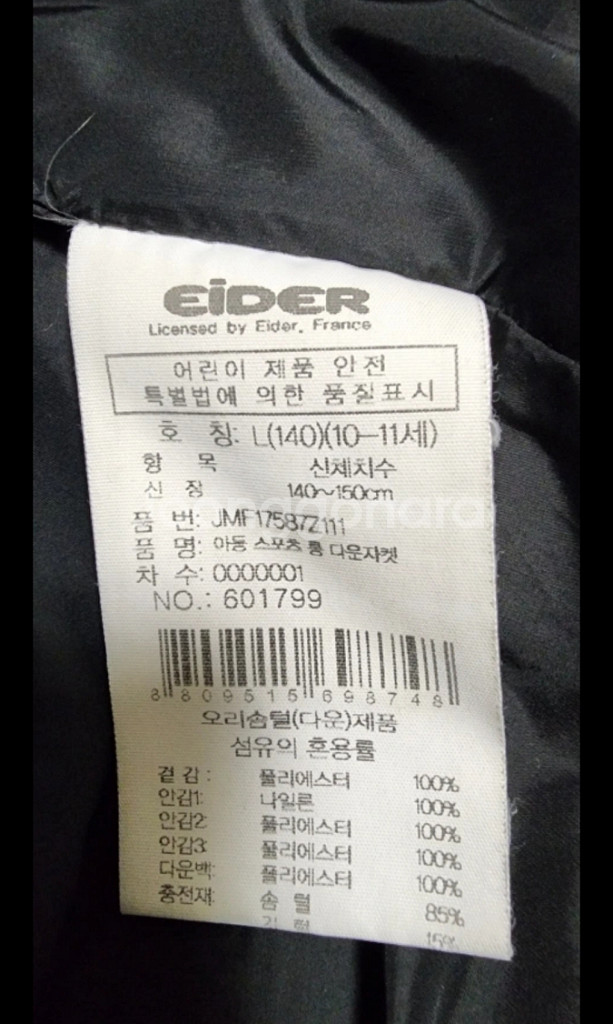 EiDER
Licensed by Eider, France
어린이 제품 안전
특별법에 의한 품질표시
호 칭: L(140)(10-11세)
항 목 신체치수
신 장 140~150cm
품 번: JMF17587Z111
품 명: 아동 스포츠 롱 다운자켓
차 수: 0000001
NO.: 601799
8 809515 698748
오리솜털(다운)제품
섬유의 혼용률
겉감: 폴리에스터 100%
안감1: 나일론 100%
안감2: 폴리에스터 100%
안감3: 폴리에스터 100%
다운백: 폴리에스터 100%
충전재: 솜 털 85%
깃 털 15%